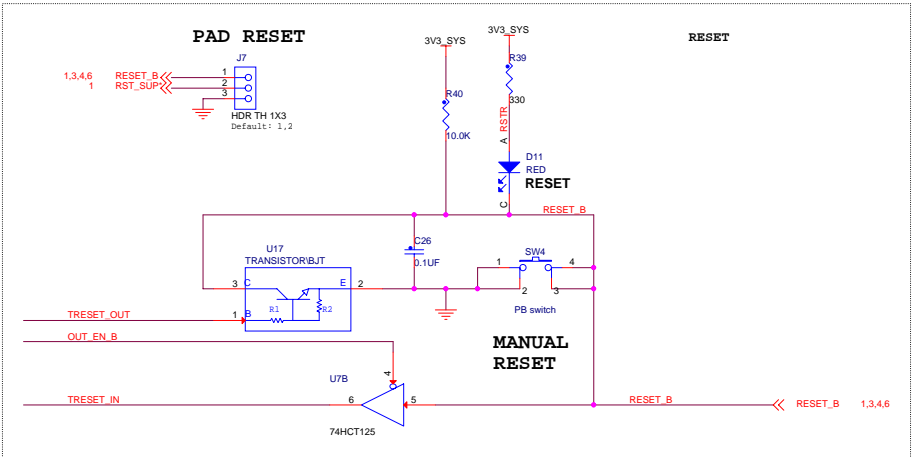 PAD RESET
RESET
J7
1,3,4,6 RESET_B 1
1 RST_SUP* 2
3
HDR TH 1X3
Default: 1,2
3V3_SYS
3V3_SYS
R39
330
R40
10.0K
RSTR
A
D11
RED
RESET
C
RESET_B
U17
TRANSISTOR\BJT
C26
0.1UF
SW4
1 4
2 3
PB switch
3 C E 2
1 B R1 R2
TRESET_OUT
OUT_EN_B
MANUAL
RESET
U7B
4
TRESET_IN 6 5 RESET_B RESET_B 1,3,4,6
74HCT125